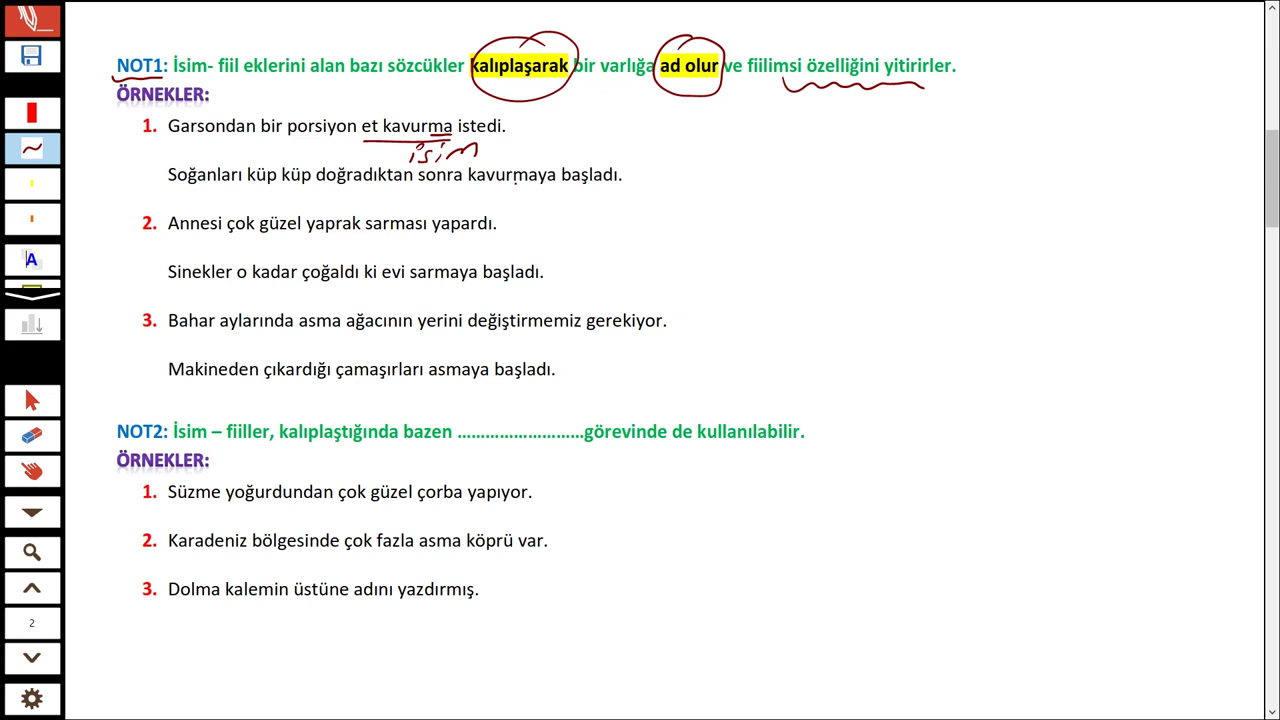 NOT1: İsim- fiil eklerini alan bazı sözcükler kalıplaşarak bir varlığa ad olur ve fiilimsi özelliğini yitirirler.
ÖRNEKLER:
1. Garsondan bir porsiyon et kavurma istedi.
isim
Soğanları küp küp doğradıktan sonra kavurmaya başladı.
2. Annesi çok güzel yaprak sarması yapardı.
Sinekler o kadar çoğaldı ki evi sarmaya başladı.
3. Bahar aylarında asma ağacının yerini değiştirmemiz gerekiyor.
Makineden çıkardığı çamaşırları asmaya başladı.
NOT2: İsim – fiiller, kalıplaştığında bazen ……………………..görevinde de kullanılabilir.
ÖRNEKLER:
1. Süzme yoğurdundan çok güzel çorba yapıyor.
2. Karadeniz bölgesinde çok fazla asma köprü var.
3. Dolma kalemin üstüne adını yazdırmış.
A
2